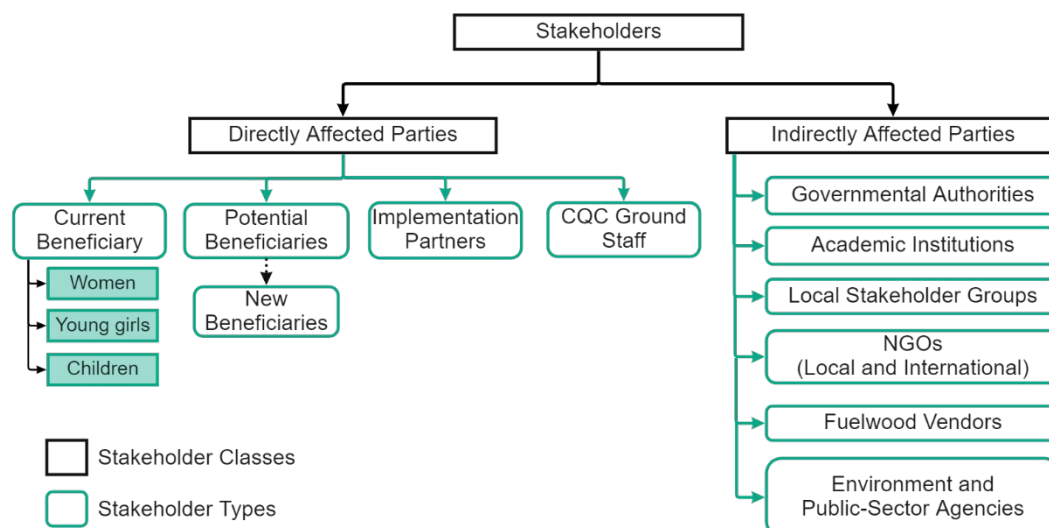 Stakeholders
Directly Affected Parties
Indirectly Affected Parties
Current
Beneficiary
Potential
Beneficiaries
Implementation
Partners
CQC Ground
Staff
Women
Young girls
Children
New
Beneficiaries
Governmental Authorities
Academic Institutions
Local Stakeholder Groups
NGOs
(Local and International)
Fuelwood Vendors
Environment and
Public-Sector Agencies
Stakeholder Classes
Stakeholder Types